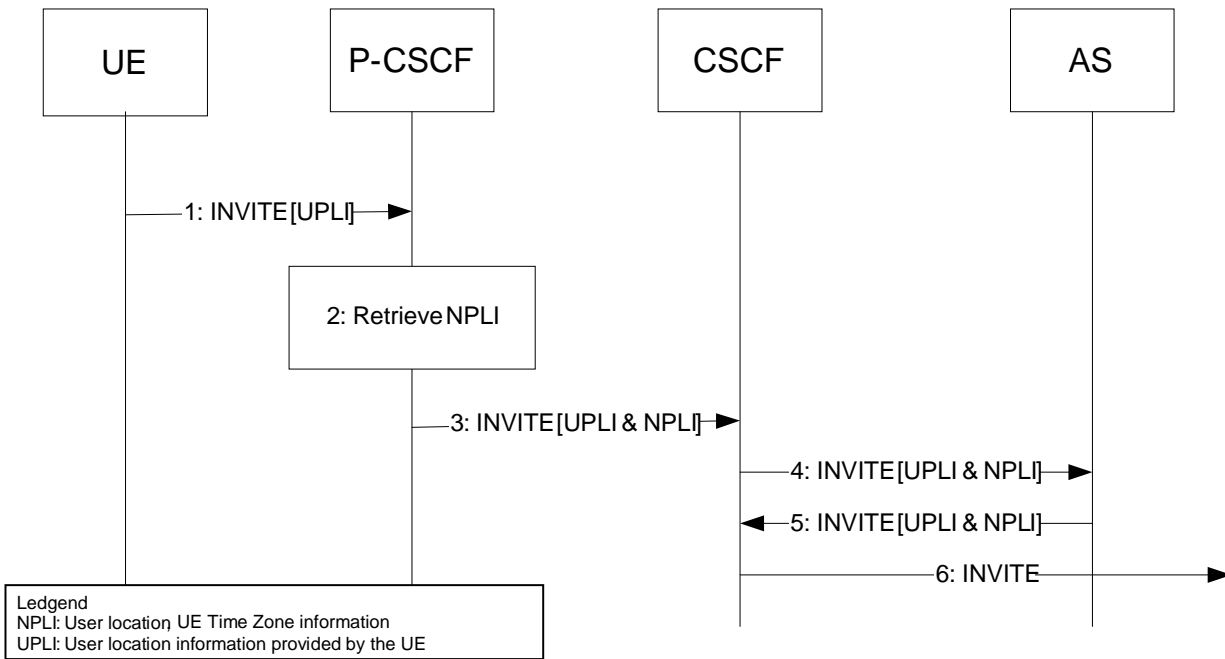 UE
P-CSCF
CSCF
AS
1: INVITE [UPLI]
2: Retrieve NPLI
3: INVITE [UPLI & NPLI]
4: INVITE [UPLI & NPLI]
5: INVITE [UPLI & NPLI]
6: INVITE
Ledgend
NPLI: User location, UE Time Zone information
UPLI: User location information provided by the UE